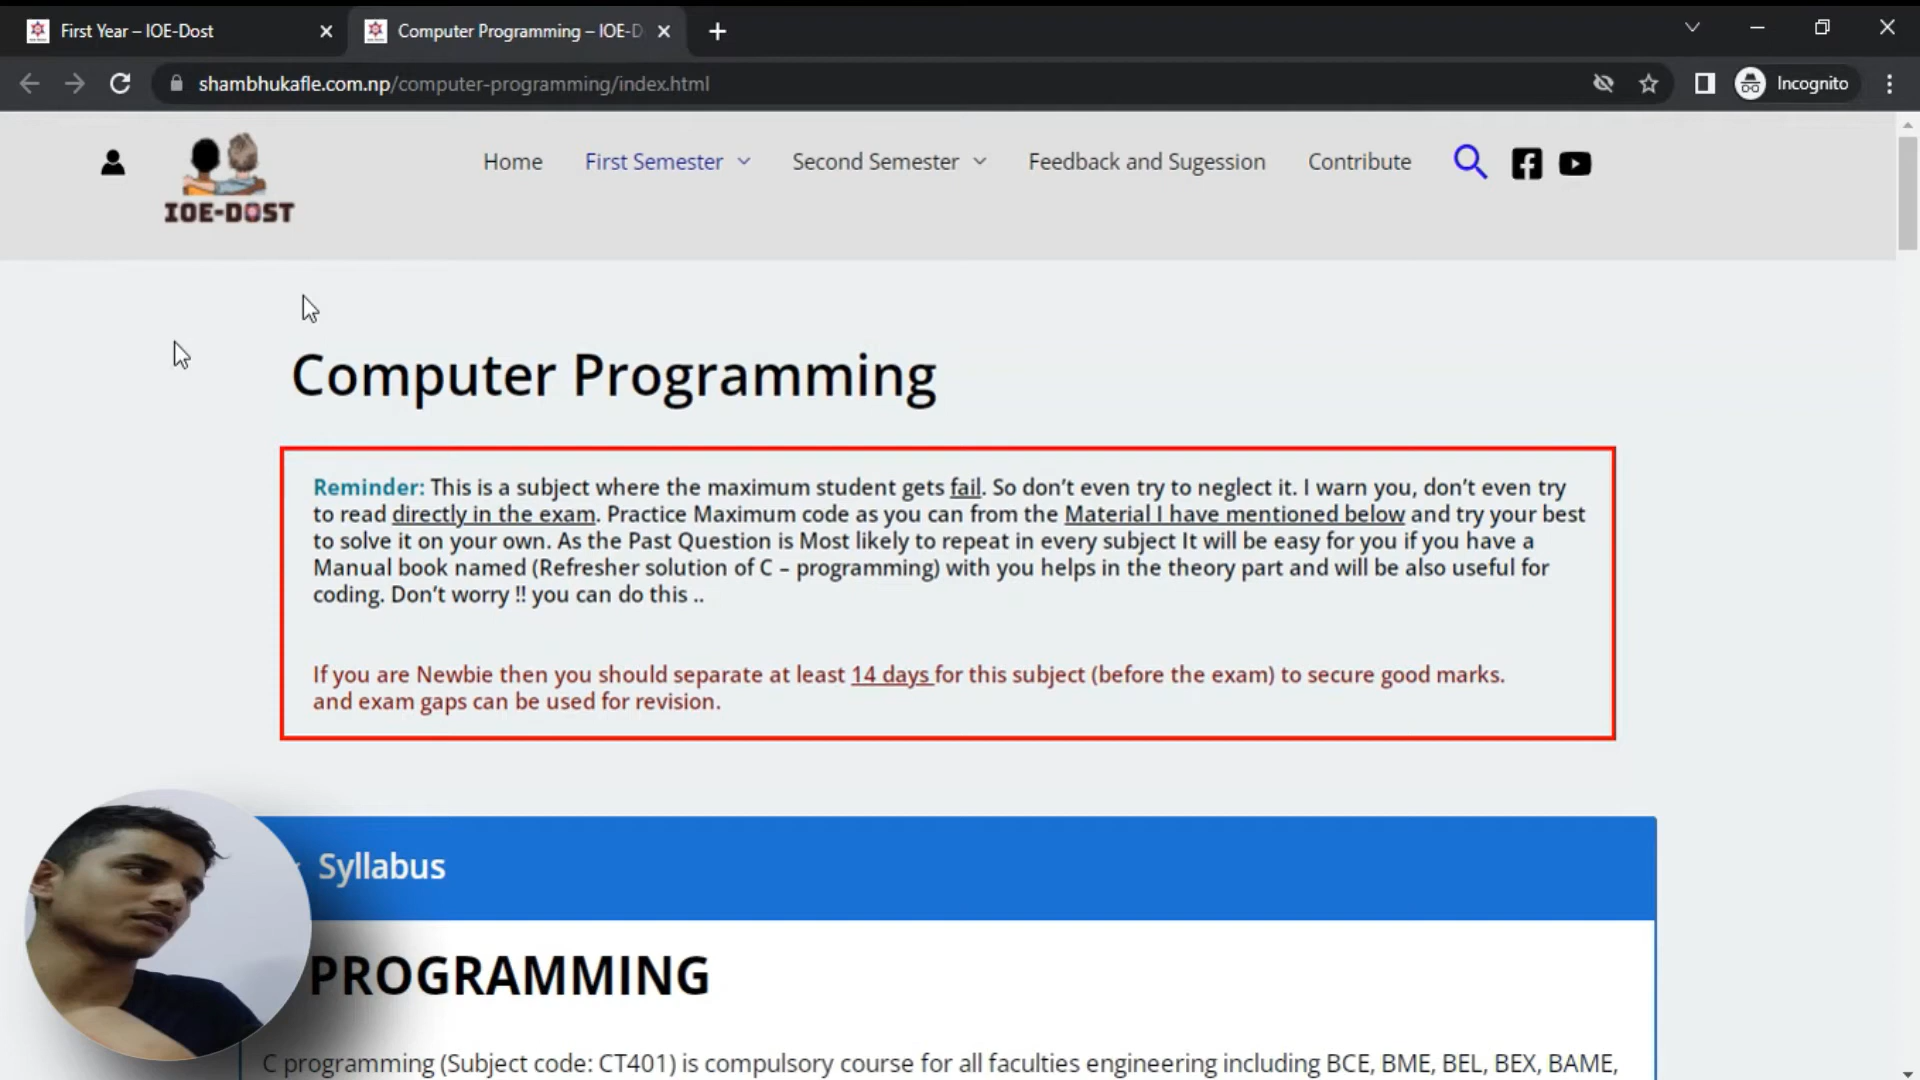 First Year – IOE-Dost
Computer Programming – IOE-D
shambhukafle.com.np/computer-programming/index.html
Incognito
IOE-DOST
Home
First Semester
Second Semester
Feedback and Sugession
Contribute
Computer Programming
Reminder: This is a subject where the maximum student gets fail. So don't even try to neglect it. I warn you, don't even try
to read directly in the exam. Practice Maximum code as you can from the Material I have mentioned below and try your best
to solve it on your own. As the Past Question is Most likely to repeat in every subject It will be easy for you if you have a
Manual book named (Refresher solution of C – programming) with you helps in the theory part and will be also useful for
coding. Don't worry !! you can do this ..
If you are Newbie then you should separate at least 14 days for this subject (before the exam) to secure good marks.
and exam gaps can be used for revision.
Syllabus
PROGRAMMING
C programming (Subject code: CT401) is compulsory course for all faculties engineering including BCE, BME, BEL, BEX, BAME,